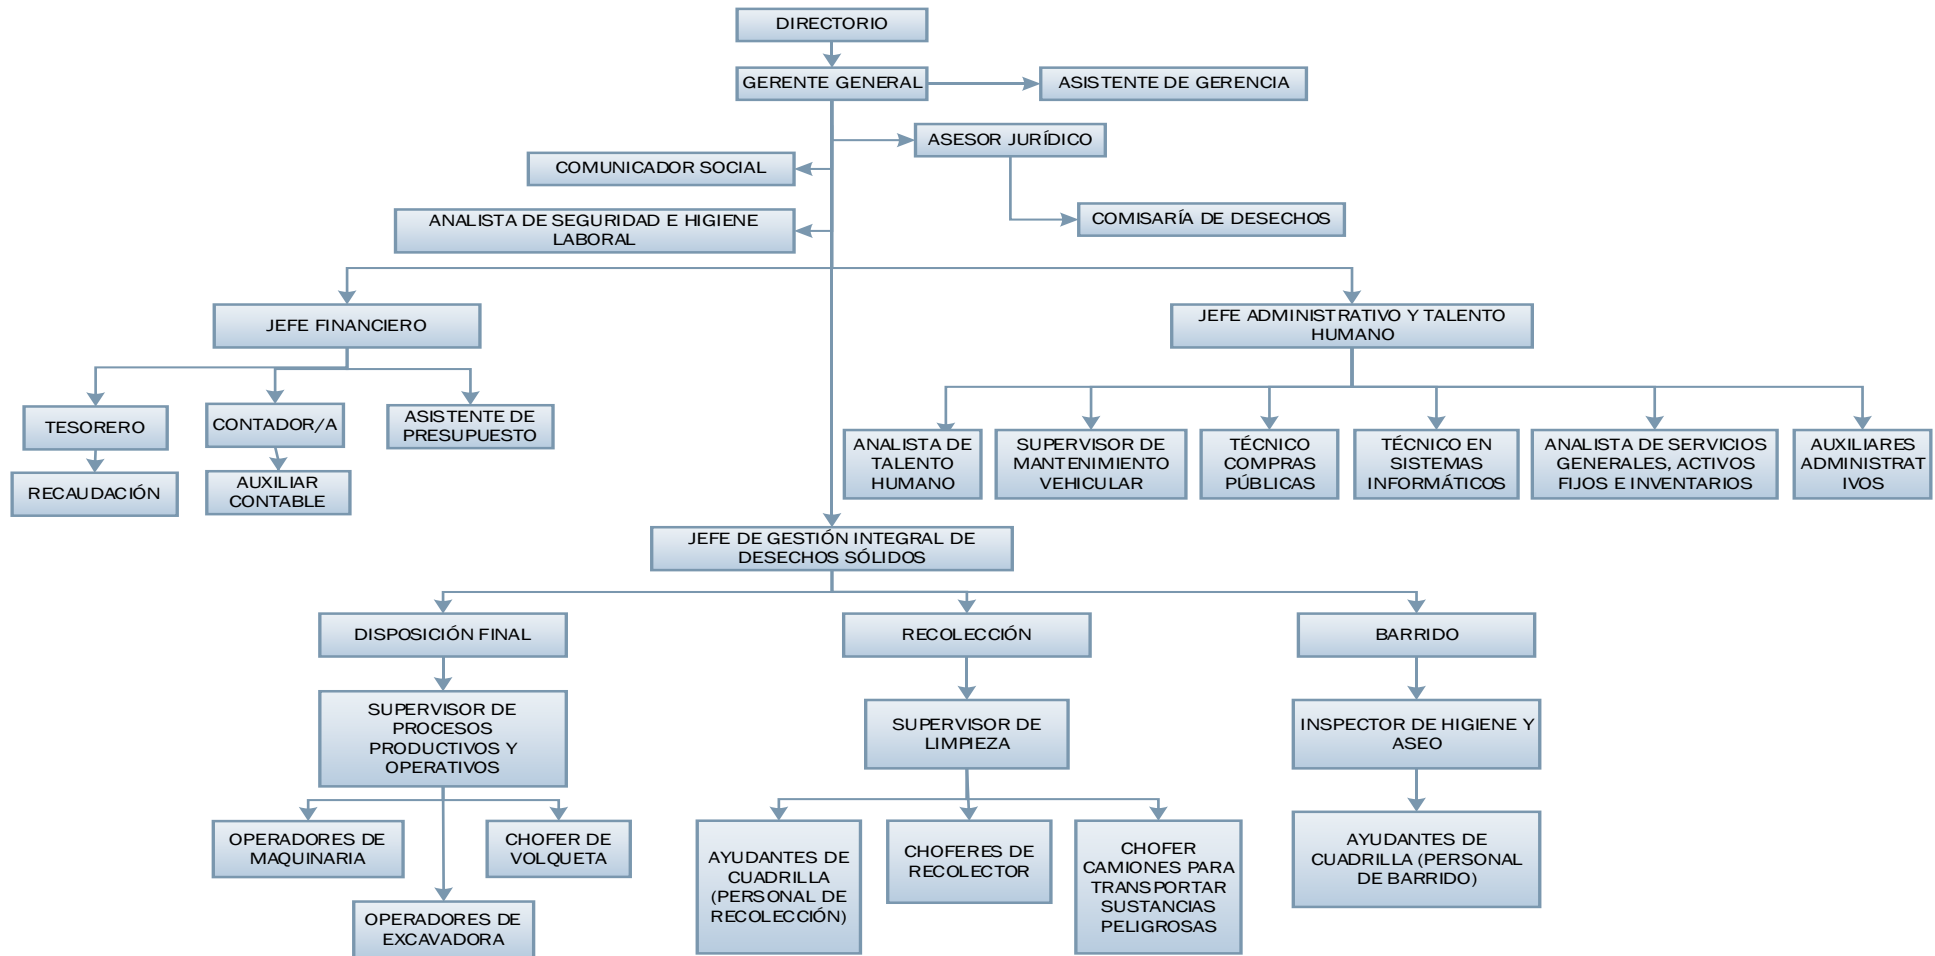 DIRECTORIO
GERENTE GENERAL
ASISTENTE DE GERENCIA
ASESOR JURÍDICO
COMUNICADOR SOCIAL
COMISARÍA DE DESECHOS
ANALISTA DE SEGURIDAD E HIGIENE
LABORAL
JEFE FINANCIERO
JEFE ADMINISTRATIVO Y TALENTO
HUMANO
TESORERO
CONTADOR/A
ASISTENTE DE
PRESUPUESTO
RECAUDACIÓN
AUXILIAR
CONTABLE
ANALISTA DE
TALENTO
HUMANO
SUPERVISOR DE
MANTENIMIENTO
VEHICULAR
TÉCNICO
COMPRAS
PÚBLICAS
TÉCNICO EN
SISTEMAS
INFORMÁTICOS
ANALISTA DE SERVICIOS
GENERALES, ACTIVOS
FIJOS E INVENTARIOS
AUXILIARES
ADMINISTRAT
IVOS
JEFE DE GESTIÓN INTEGRAL DE
DESECHOS SÓLIDOS
DISPOSICIÓN FINAL
RECOLECCIÓN
BARRIDO
SUPERVISOR DE
PROCESOS
PRODUCTIVOS Y
OPERATIVOS
SUPERVISOR DE
LIMPIEZA
INSPECTOR DE HIGIENE Y
ASEO
OPERADORES DE
MAQUINARIA
CHOFER DE
VOLQUETA
OPERADORES DE
EXCAVADORA
AYUDANTES DE
CUADRILLA
(PERSONAL DE
RECOLECCIÓN)
CHOFERES DE
RECOLECTOR
CHOFER
CAMIONES PARA
TRANSPORTAR
SUSTANCIAS
PELIGROSAS
AYUDANTES DE
CUADRILLA (PERSONAL
DE BARRIDO)